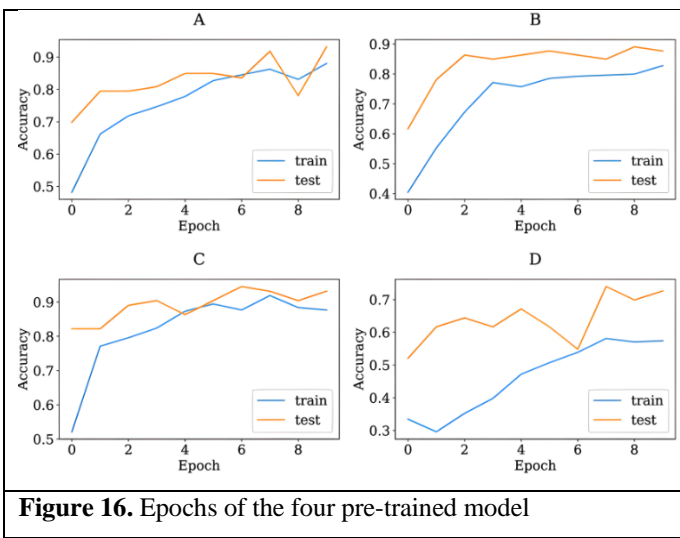 A
B
0.9
0.8
0.7
0.6
0.5
Accuracy
0 2 4 6 8
Epoch
train
test
0.9
0.8
0.7
0.6
0.5
0.4
Accuracy
0 2 4 6 8
Epoch
train
test
C
D
0.9
0.8
0.7
0.6
0.5
Accuracy
0 2 4 6 8
Epoch
train
test
0.7
0.6
0.5
0.4
0.3
Accuracy
0 2 4 6 8
Epoch
train
test
Figure 16. Epochs of the four pre-trained model